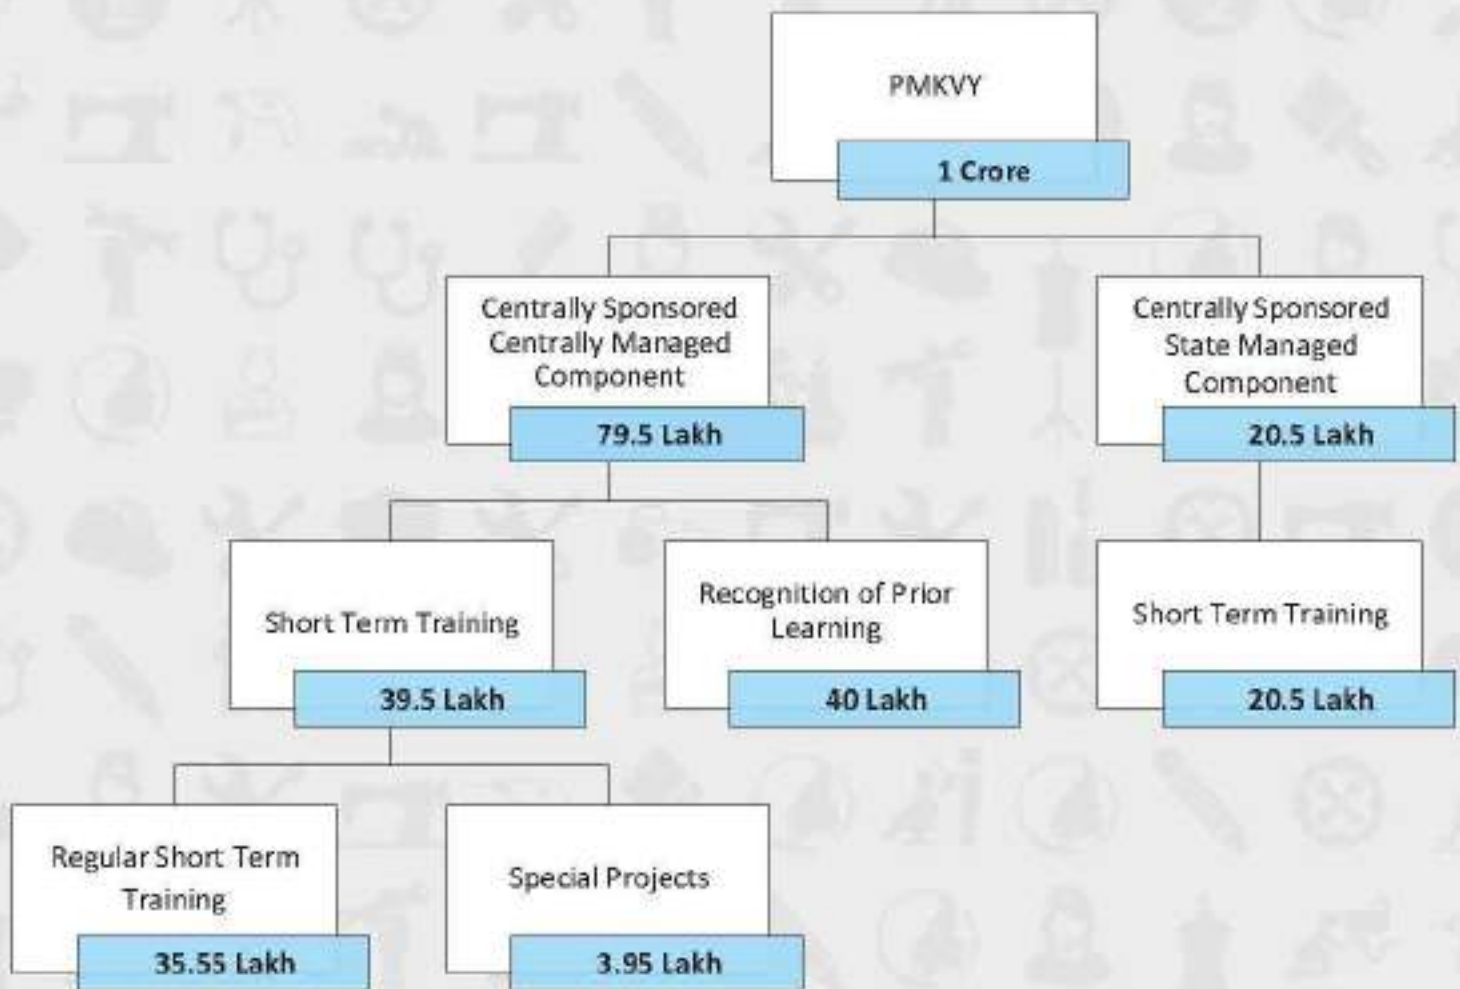 PMKVY
1 Crore
Centrally Sponsored
Centrally Managed
Component
79.5 Lakh
Centrally Sponsored
State Managed
Component
20.5 Lakh
Short Term Training
39.5 Lakh
Recognition of Prior
Learning
40 Lakh
Short Term Training
20.5 Lakh
Regular Short Term
Training
35.55 Lakh
Special Projects
3.95 Lakh